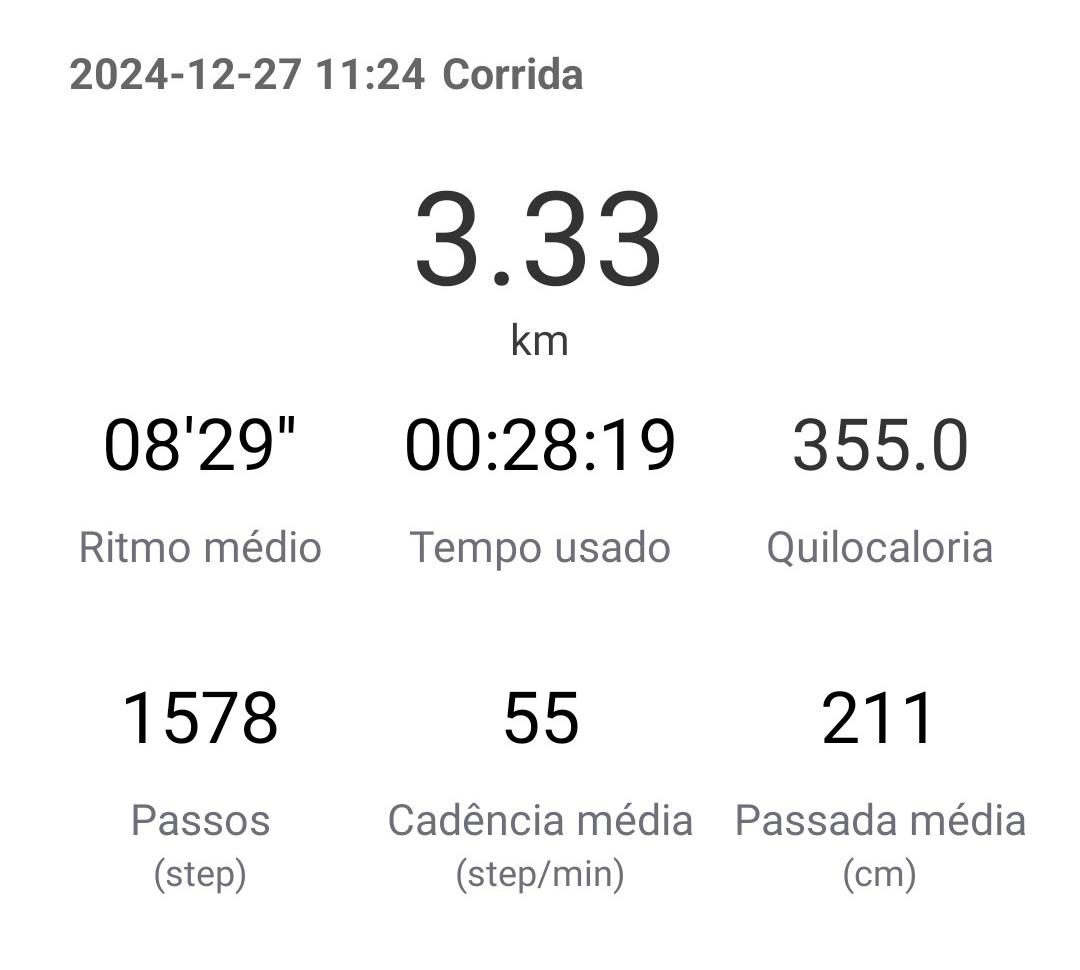 2024-12-27 11:24 Corrida
3.33
km
08'29" 00:28:19 355.0
Ritmo médio Tempo usado Quilocaloria
1578 55 211
Passos Cadência média Passada média
(step) (step/min) (cm)